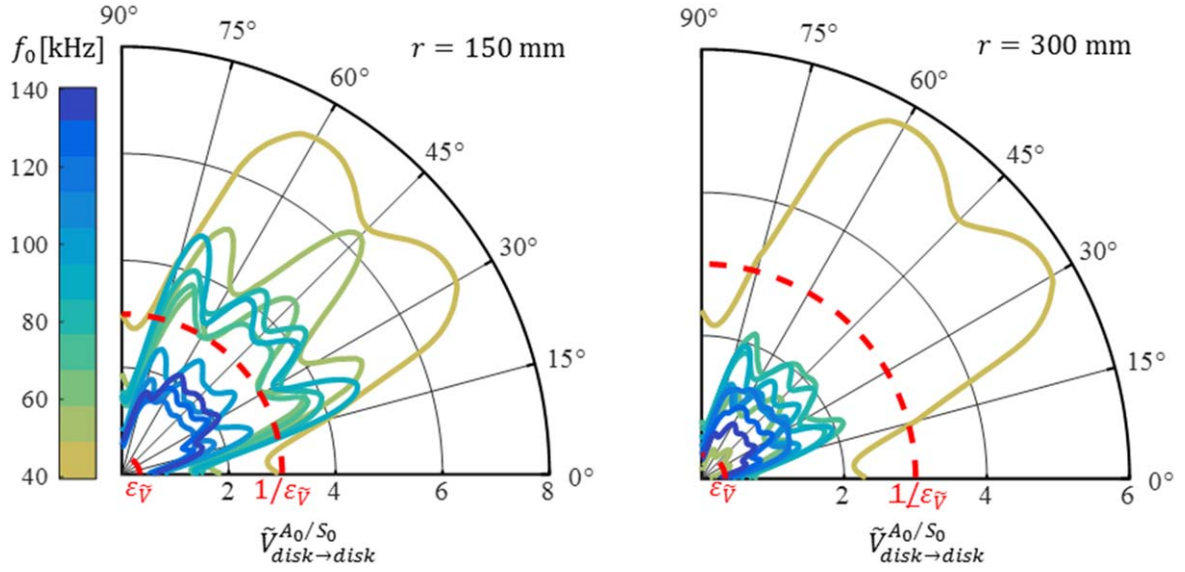 90°
75°
r = 150 mm
f₀[kHz]
60°
140
45°
120
100
30°
80
15°
60
40
0°
ε_Ṽ 2 1/ε_Ṽ 4 6 8
Ṽ^{A₀/S₀}_{disk→disk}
90°
75°
r = 300 mm
60°
45°
30°
15°
0°
ε_Ṽ 2 1/ε_Ṽ 4 6
Ṽ^{A₀/S₀}_{disk→disk}